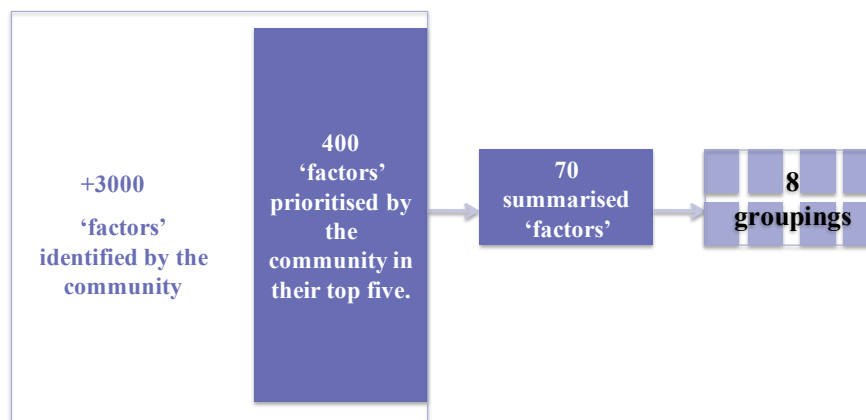 +3000
‘factors’
identified by the
community
400
‘factors’
prioritised by
the
community in
their top five.
70
summarised
‘factors’
8
groupings